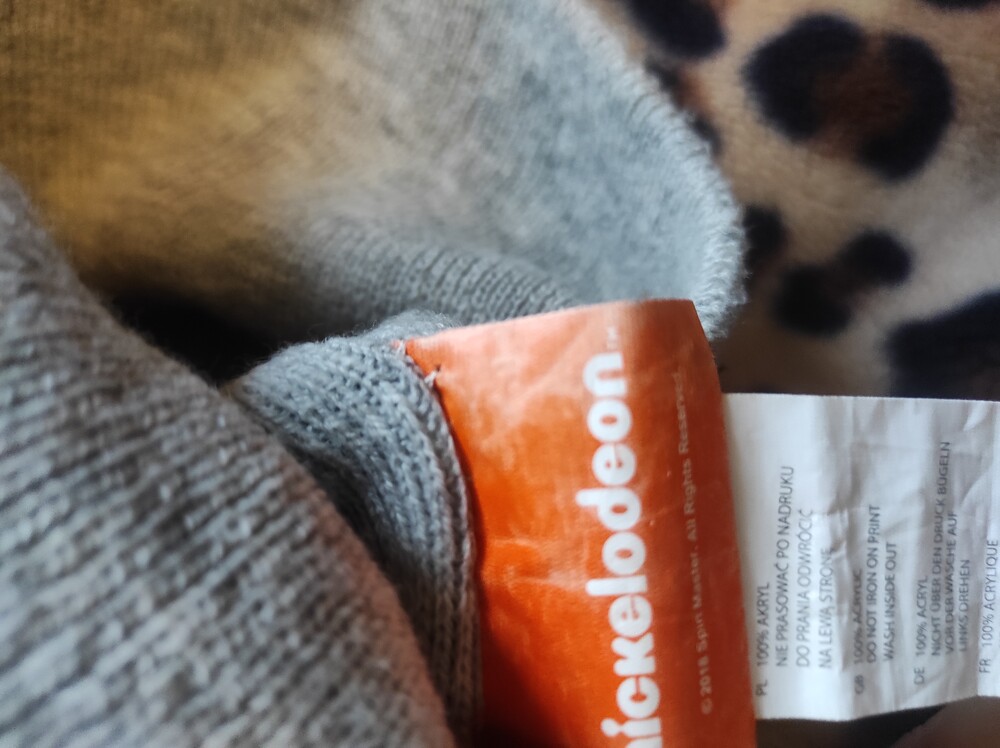 nickelodeon
TM
© 2018 Spin Master. All Rights Reserved.
PL 100% AKRYL
NIE PRASOWAĆ PO NADRUKU
DO PRANIA ODWRÓCIĆ
NA LEWĄ STRONĘ
GB 100% ACRYLIC
DO NOT IRON ON PRINT
WASH INSIDE OUT
DE 100% ACRYL
NICHT ÜBER DEN DRUCK BÜGELN
VOR DER WÄSCHE AUF
LINKS DREHEN
FR 100% ACRYLIQUE